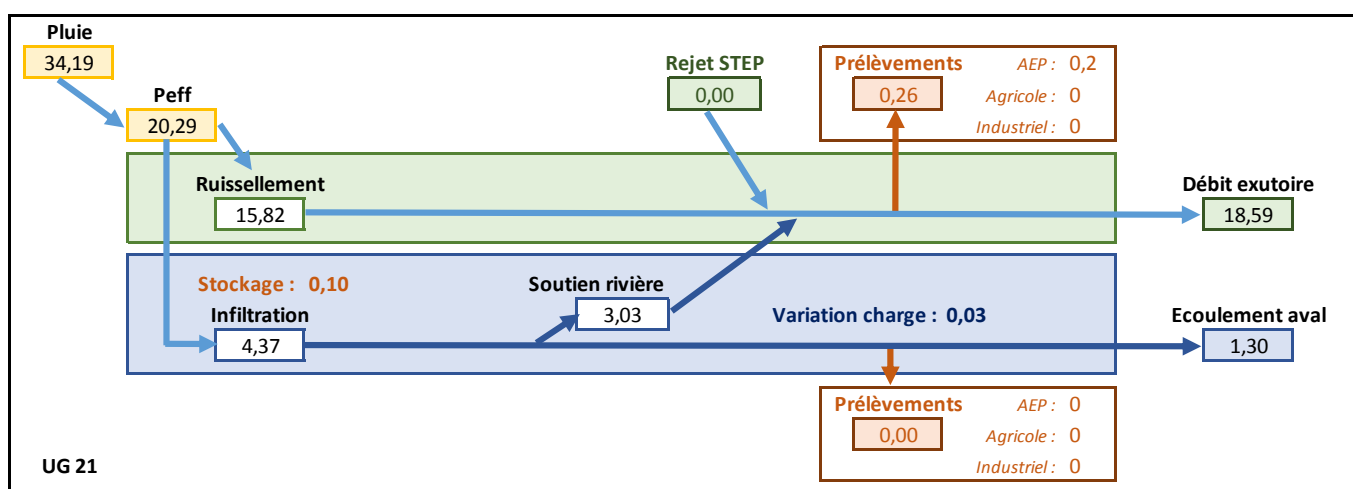 Pluie
34,19
Peff
20,29
Rejet STEP
0,00
Prélèvements
0,26
AEP : 0,2
Agricole : 0
Industriel : 0
Ruissellement
15,82
Débit exutoire
18,59
Stockage : 0,10
Infiltration
4,37
Soutien rivière
3,03
Variation charge : 0,03
Ecoulement aval
1,30
Prélèvements
0,00
AEP : 0
Agricole : 0
Industriel : 0
UG 21